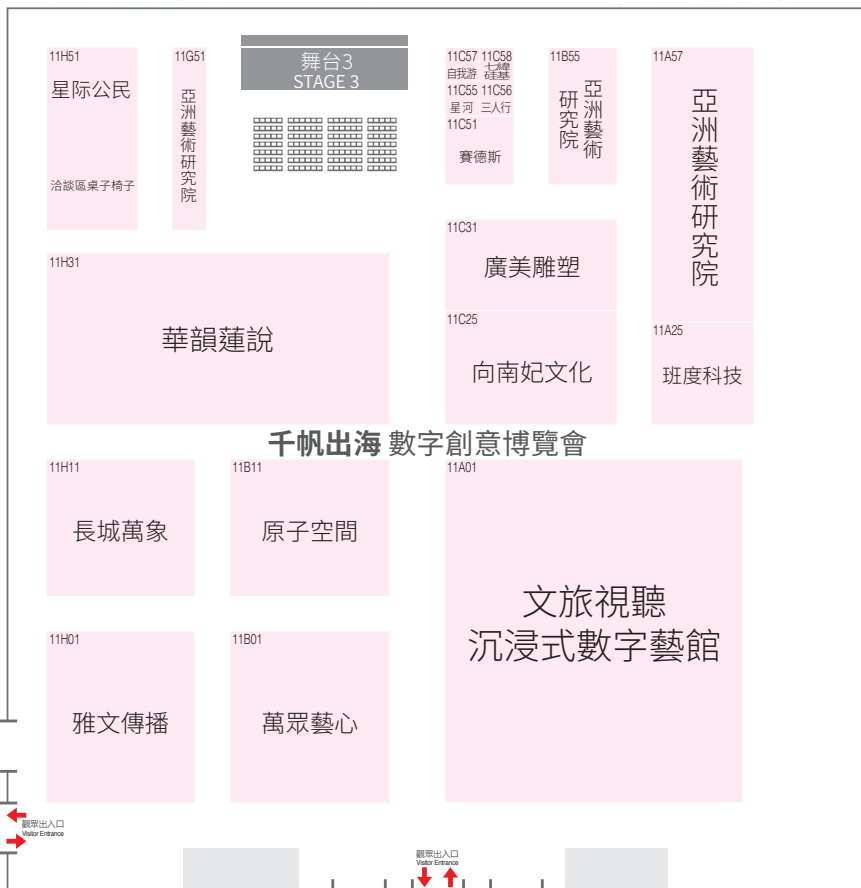 11H51
星际公民
洽談區桌子椅子
11G51
亞洲藝術研究院
舞台3
STAGE 3
11C57 11C58
自我游 七緯硅基
11C55 11C56
星河 三人行
11C51
賽德斯
11B55
亞洲藝術
研究院
11A57
亞洲藝術研究院
11C31
廣美雕塑
11H31
華韻蓮說
11C25
向南妃文化
11A25
班度科技
千帆出海 數字創意博覽會
11H11
長城萬象
11B11
原子空間
11A01
文旅視聽
沉浸式數字藝館
11H01
雅文傳播
11B01
萬眾藝心
觀眾出入口
Visitor Entrance
觀眾出入口
Visitor Entrance